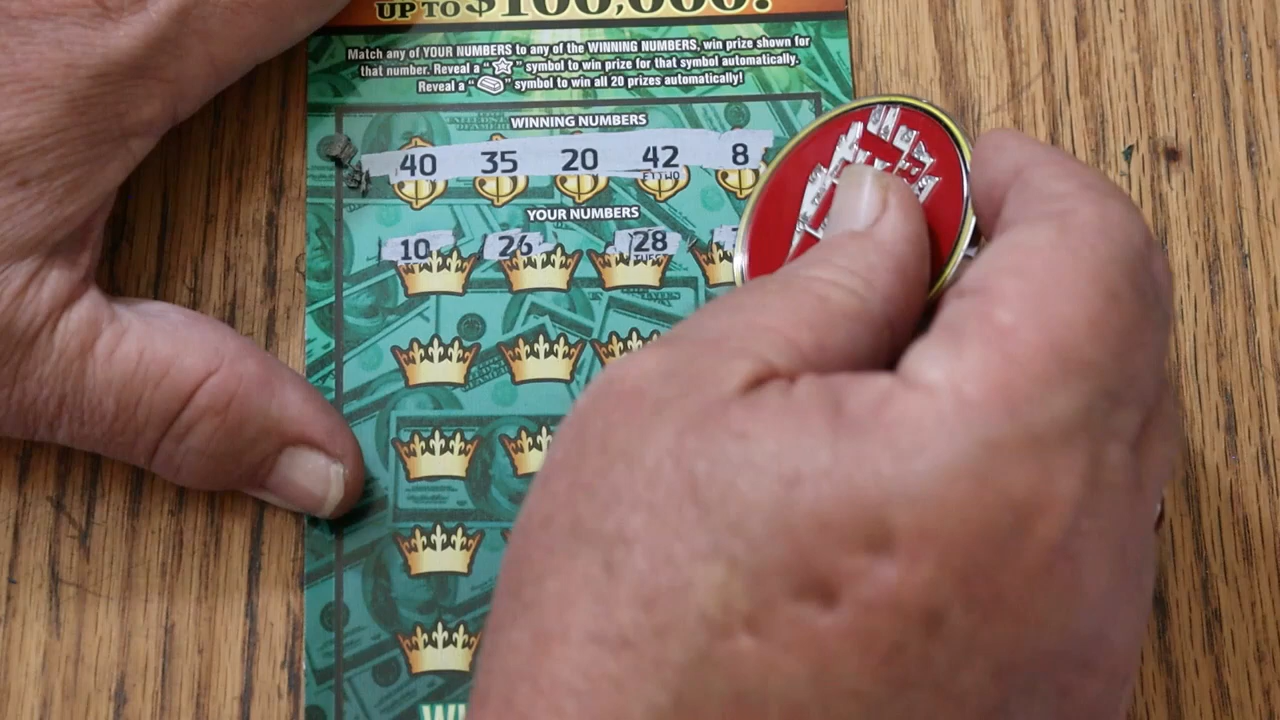 UP TO $100,000!
Match any of YOUR NUMBERS to any of the WINNING NUMBERS, win prize shown for
that number. Reveal a " " symbol to win prize for that symbol automatically.
Reveal a " " symbol to win all 20 prizes automatically!
WINNING NUMBERS
40 35 20 42 8
YOUR NUMBERS
10 26 28